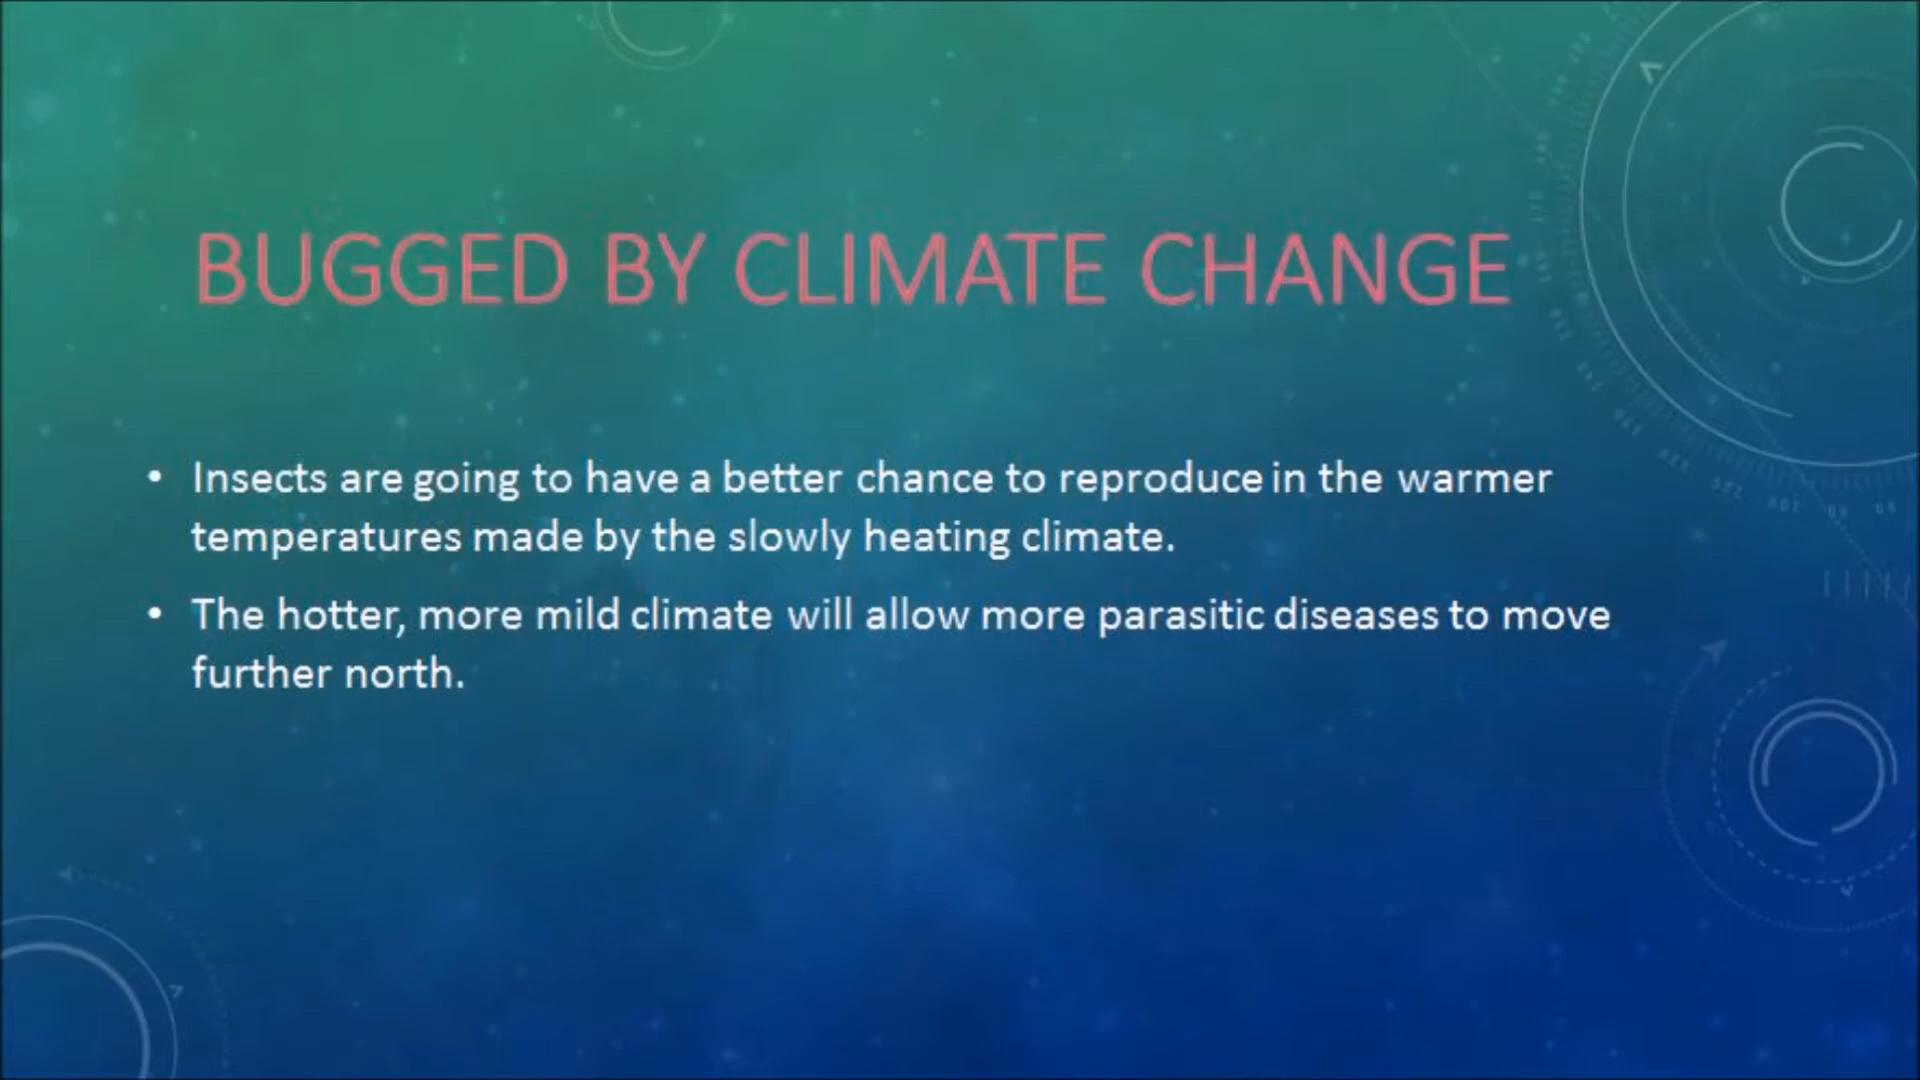 BUGGED BY CLIMATE CHANGE
• Insects are going to have a better chance to reproduce in the warmer
temperatures made by the slowly heating climate.
• The hotter, more mild climate will allow more parasitic diseases to move
further north.